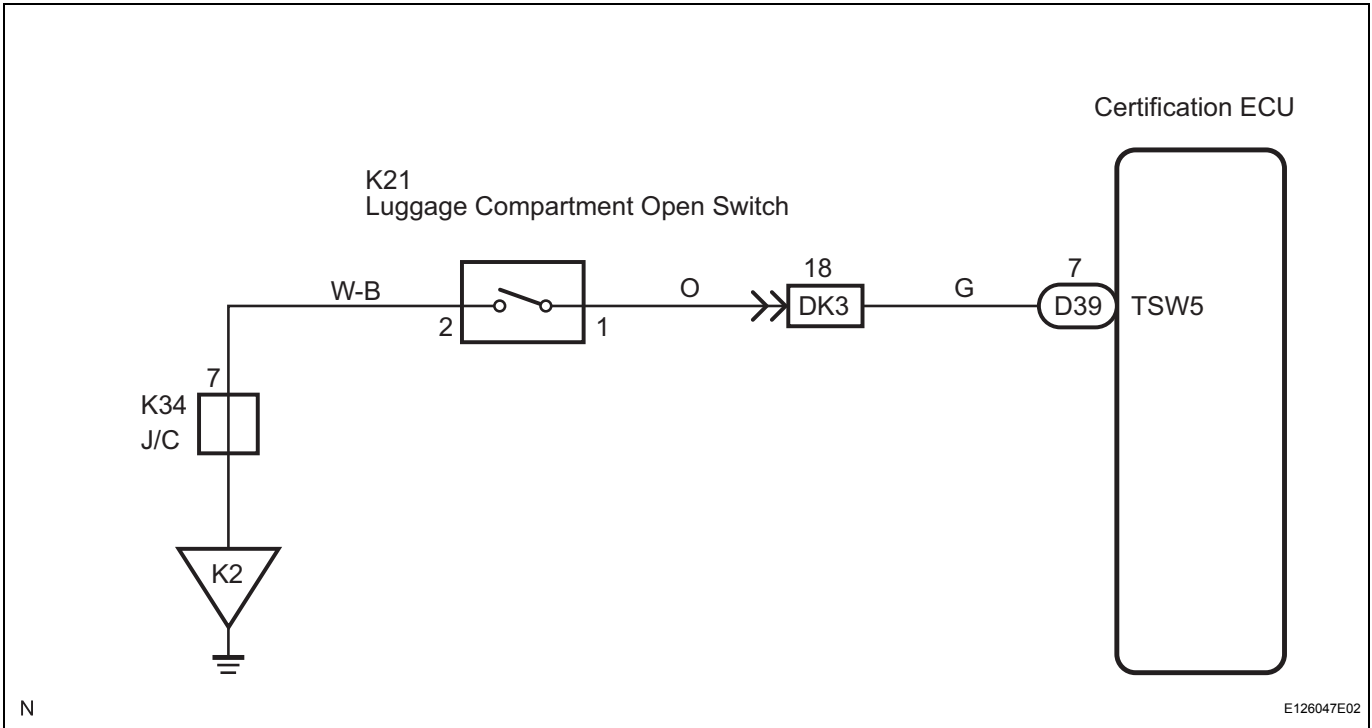 Certification ECU
K21
Luggage Compartment Open Switch
W-B
2
1
O
18
DK3
G
7
D39
TSW5
7
K34
J/C
K2
N
E126047E02